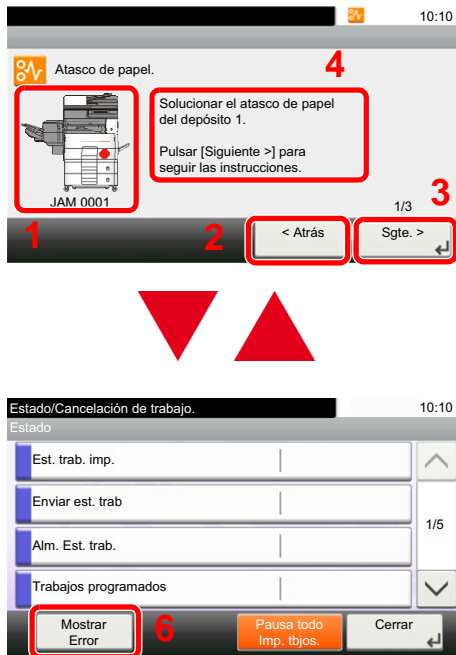 10:10
Atasco de papel.
4
Solucionar el atasco de papel
del depósito 1.
Pulsar [Siguiente >] para
seguir las instrucciones.
JAM 0001
1/3
3
1
2
< Atrás
Sgte. >
Estado/Cancelación de trabajo.
10:10
Estado
Est. trab. imp.
Enviar est. trab
1/5
Alm. Est. trab.
Trabajos programados
Mostrar
Error
6
Pausa todo
Imp. tbjos.
Cerrar